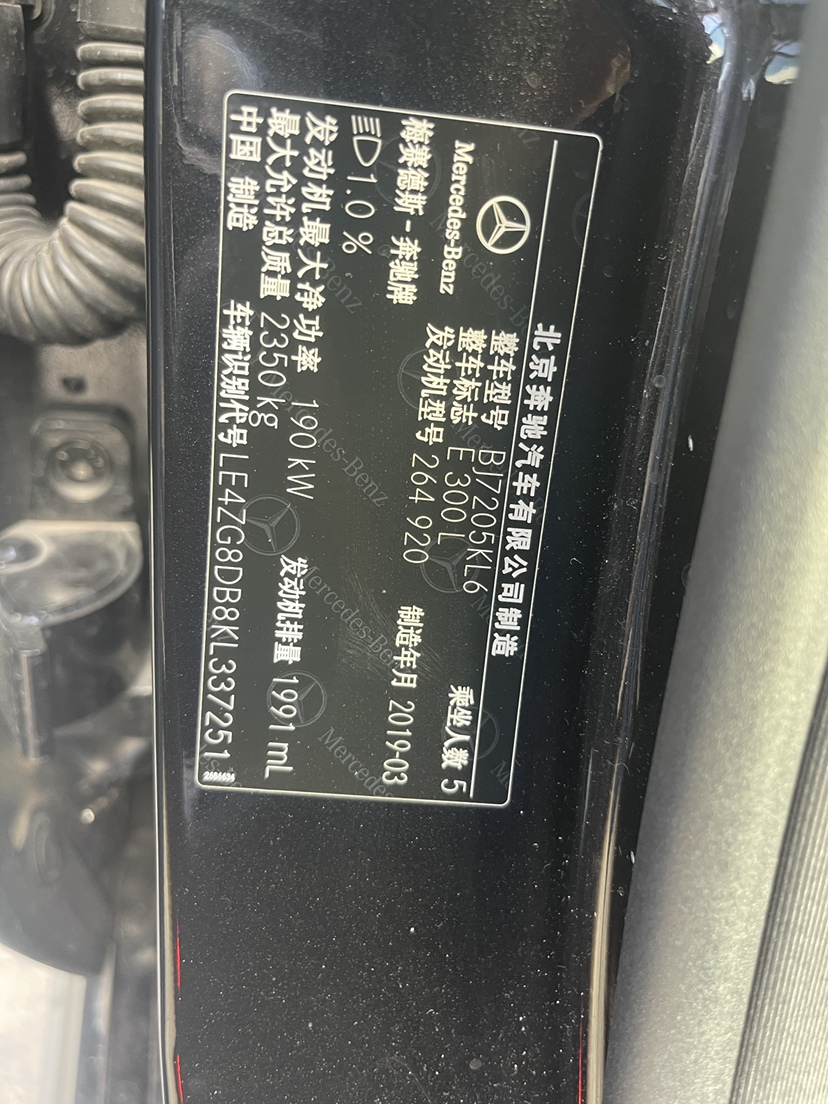 北京奔驰汽车有限公司制造
Mercedes-Benz
梅赛德斯-奔驰牌
整车型号 BJ7205KL6
整车标志 E 300 L
乘坐人数 5
发动机型号 264 920
制造年月 2019-03
1.0 %
发动机最大净功率 190 kW
发动机排量 1991 mL
最大允许总质量 2350 kg
中国 制造
车辆识别代号 LE4ZG8DB8KL337251